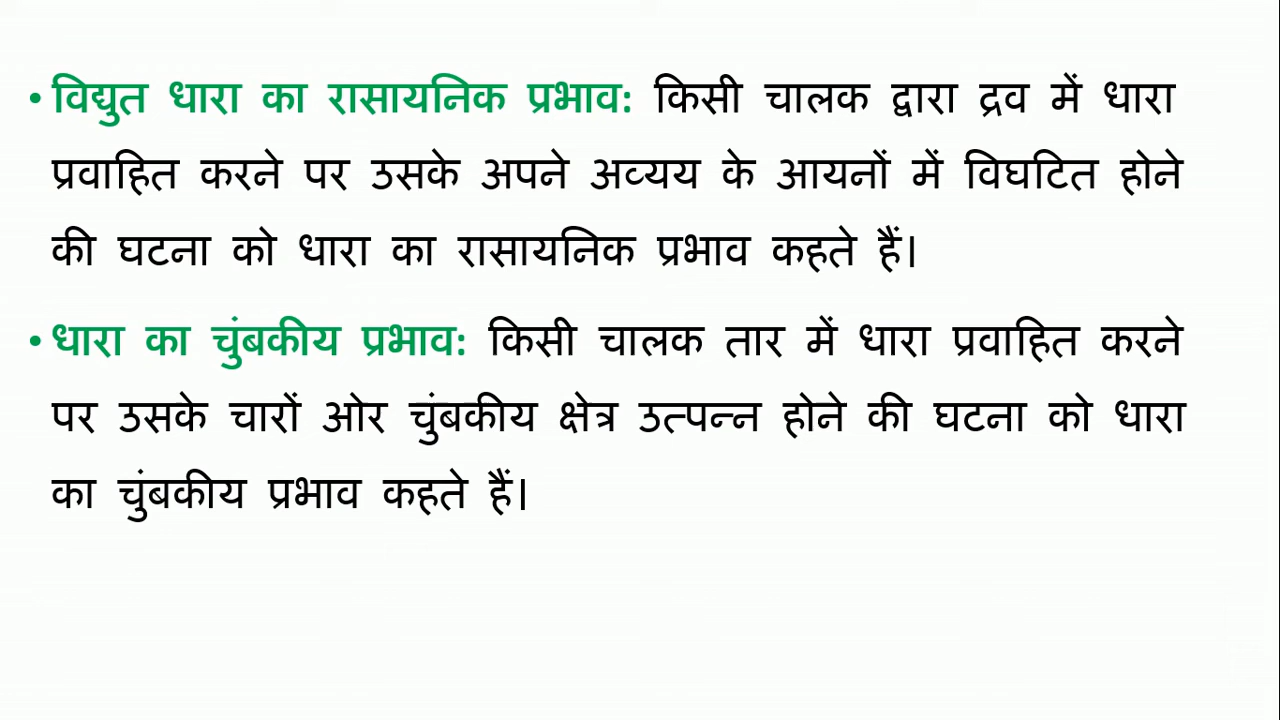 • विद्युत धारा का रासायनिक प्रभाव: किसी चालक द्वारा द्रव में धारा
प्रवाहित करने पर उसके अपने अव्यय के आयनों में विघटित होने
की घटना को धारा का रासायनिक प्रभाव कहते हैं।
• धारा का चुंबकीय प्रभाव: किसी चालक तार में धारा प्रवाहित करने
पर उसके चारों ओर चुंबकीय क्षेत्र उत्पन्न होने की घटना को धारा
का चुंबकीय प्रभाव कहते हैं।